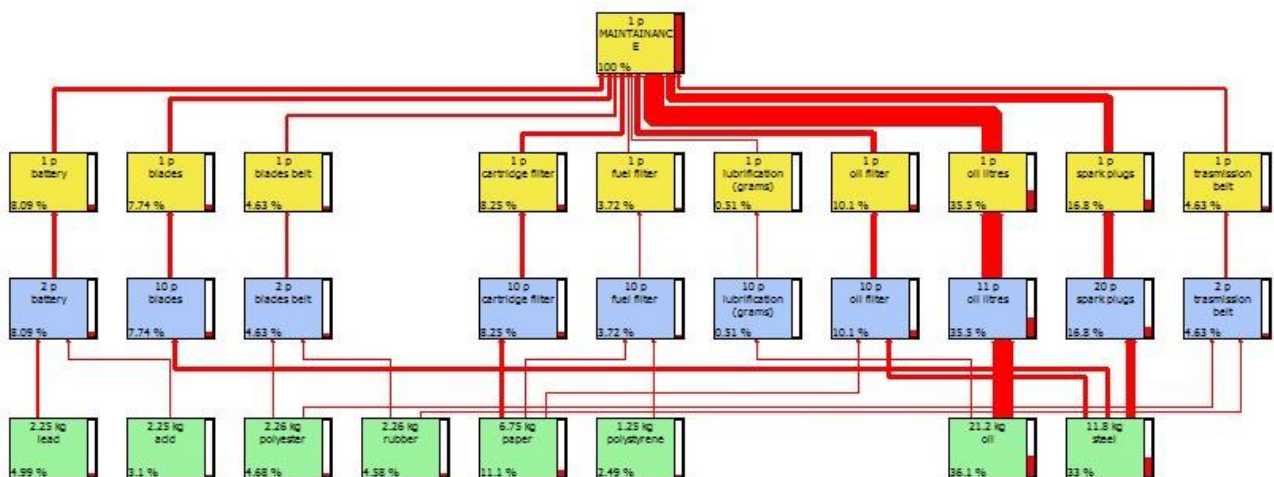 1 p
MAINTAINANC
E
100 %
1 p
battery
8.09 %
1 p
blades
7.74 %
1 p
blades belt
4.63 %
1 p
cartridge filter
8.25 %
1 p
fuel filter
3.72 %
1 p
lubrification
(grams)
0.51 %
1 p
oil filter
10.1 %
1 p
oil litres
35.5 %
1 p
spark plugs
16.8 %
1 p
trasmission
belt
4.63 %
2 p
battery
8.09 %
10 p
blades
7.74 %
2 p
blades belt
4.63 %
10 p
cartridge filter
8.25 %
10 p
fuel filter
3.72 %
10 p
lubrification
(grams)
0.51 %
10 p
oil filter
10.1 %
11 p
oil litres
35.5 %
20 p
spark plugs
16.8 %
2 p
trasmission
belt
4.63 %
2.25 kg
lead
4.99 %
2.25 kg
acid
3.1 %
2.26 kg
polyester
4.68 %
2.26 kg
rubber
4.58 %
6.75 kg
paper
11.1 %
1.25 kg
polystyrene
2.49 %
21.2 kg
oil
36.1 %
11.8 kg
steel
33 %